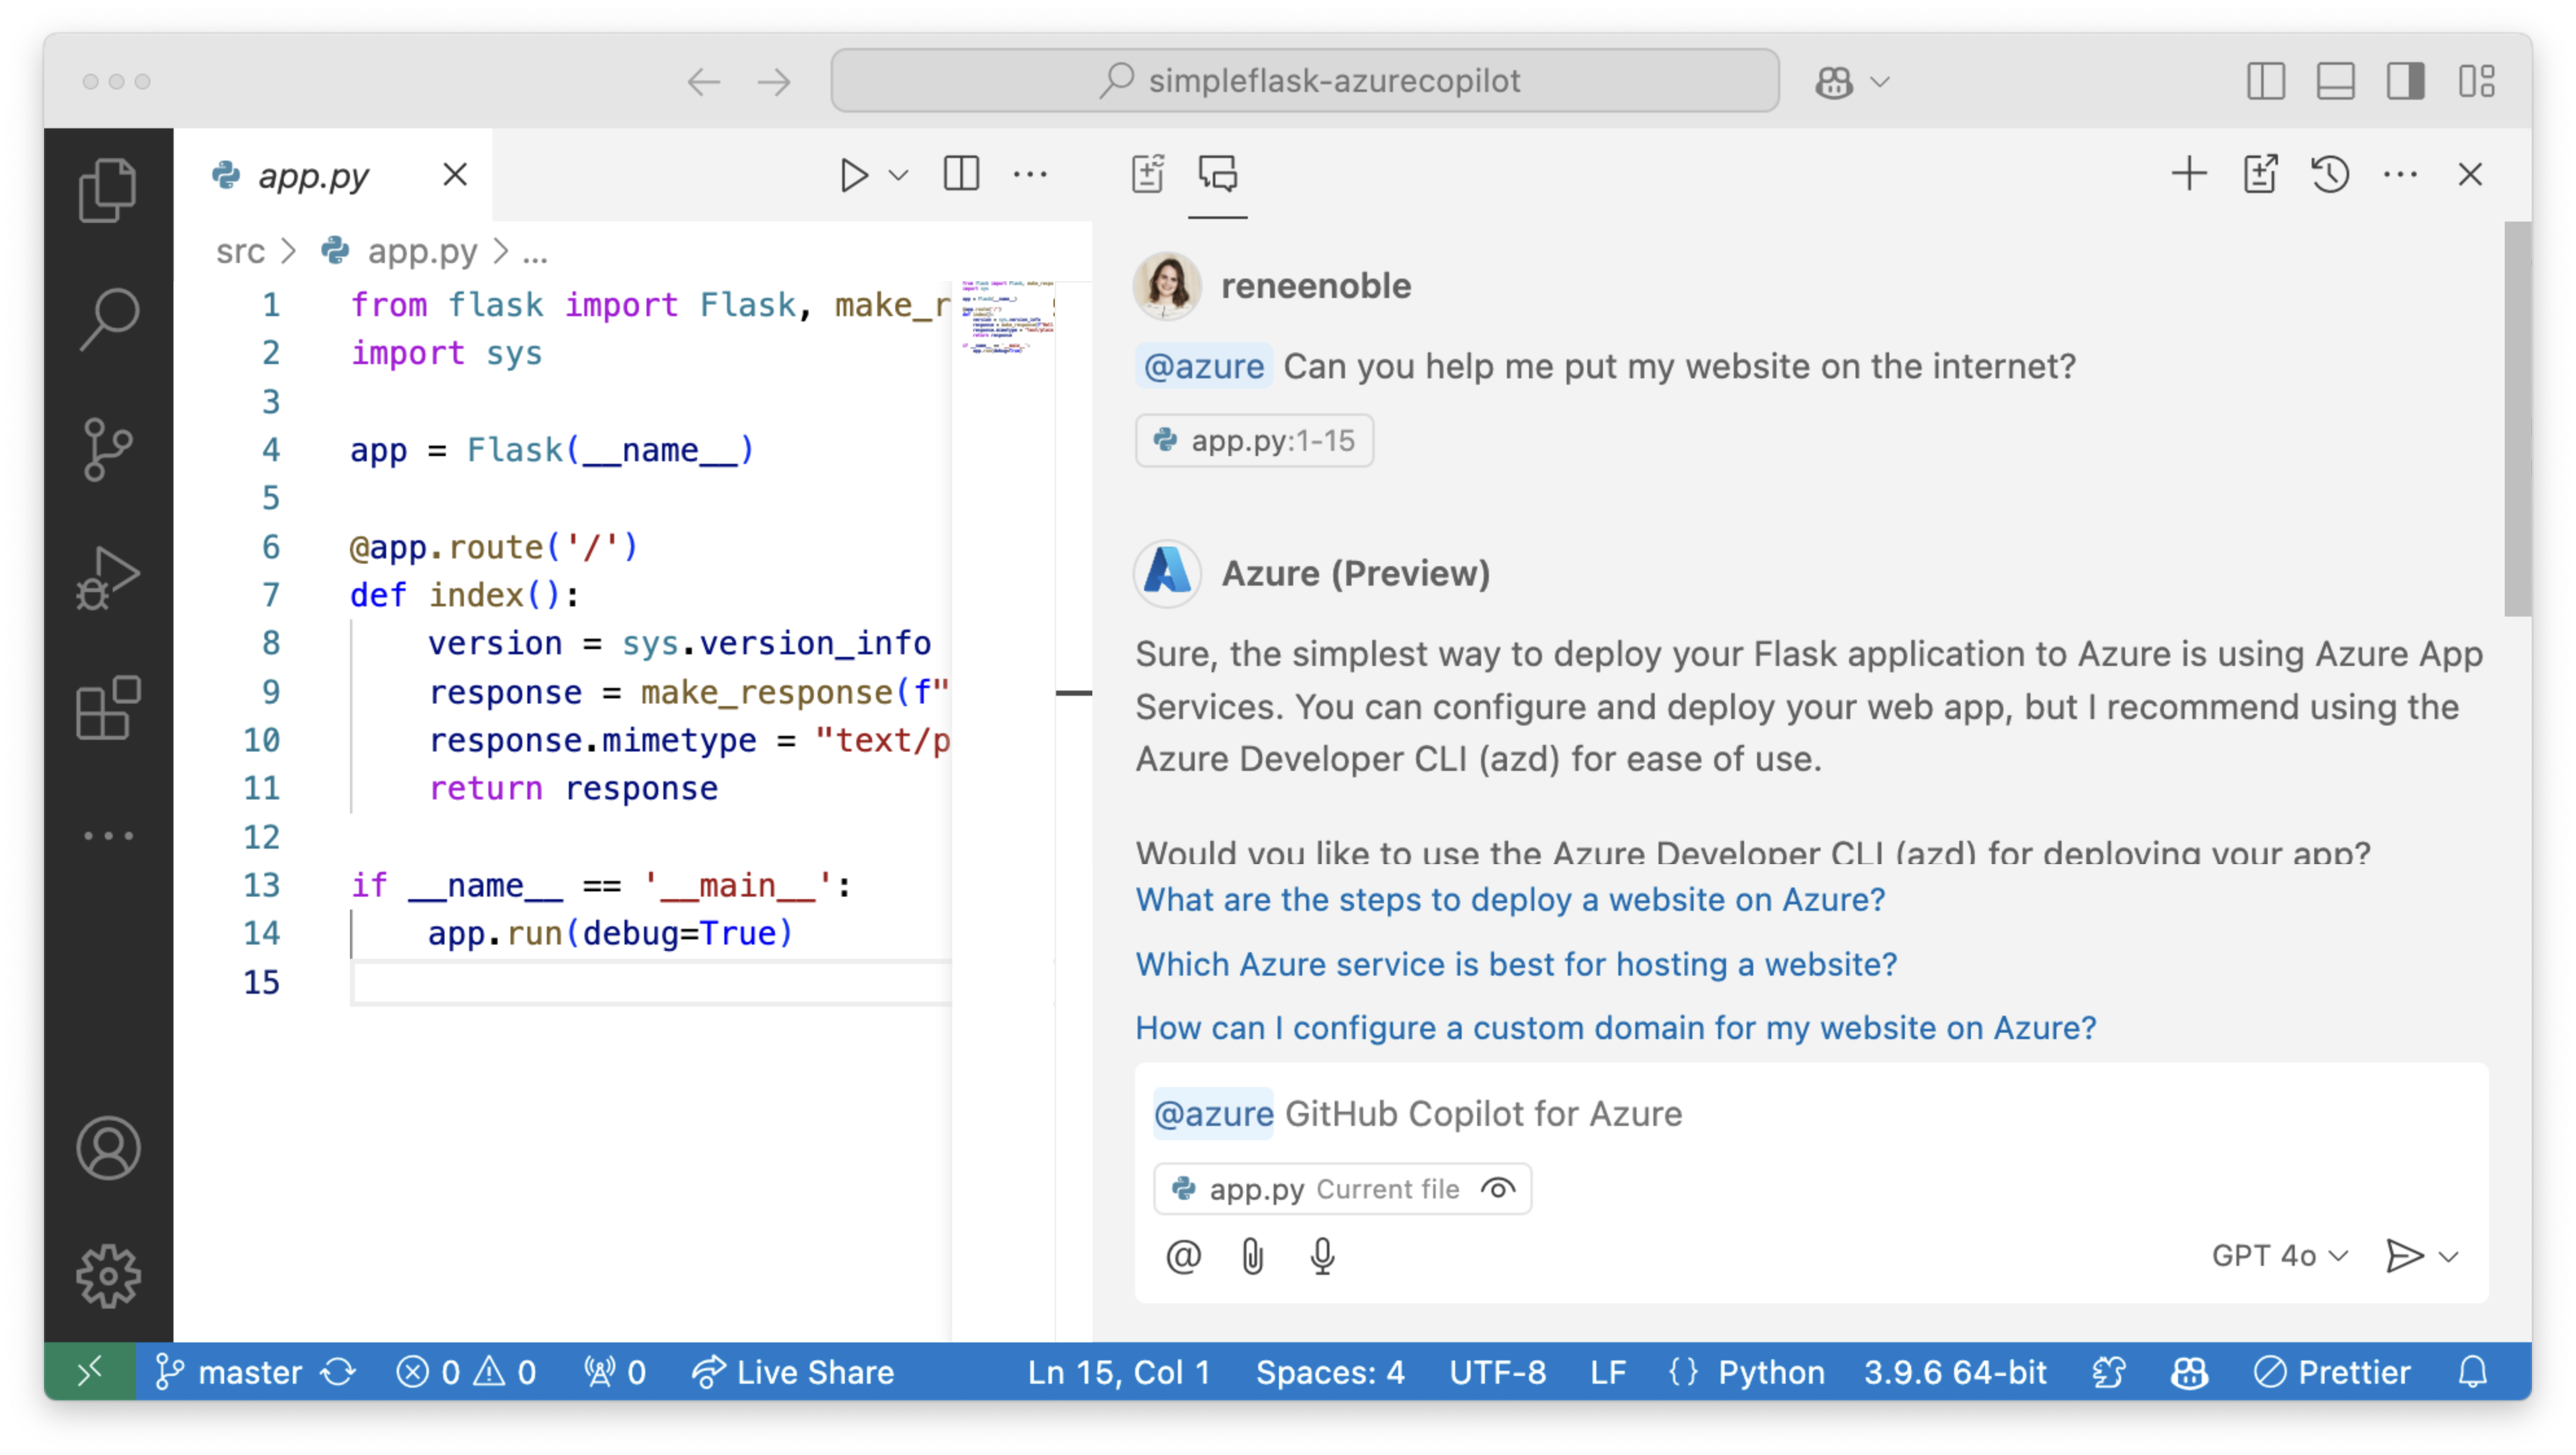 simpleflask-azurecopilot
app.py
src > app.py > ...
1 from flask import Flask, make_r
2 import sys
3
4 app = Flask(__name__)
5
6 @app.route('/')
7 def index():
8 version = sys.version_info
9 response = make_response(f"
10 response.mimetype = "text/p
11 return response
12
13 if __name__ == '__main__':
14 app.run(debug=True)
15
reneenoble
@azure Can you help me put my website on the internet?
app.py:1-15
Azure (Preview)
Sure, the simplest way to deploy your Flask application to Azure is using Azure App
Services. You can configure and deploy your web app, but I recommend using the
Azure Developer CLI (azd) for ease of use.
Would you like to use the Azure Developer CLI (azd) for deploying your app?
What are the steps to deploy a website on Azure?
Which Azure service is best for hosting a website?
How can I configure a custom domain for my website on Azure?
@azure GitHub Copilot for Azure
app.py Current file
GPT 4o
master 0 0 0 Live Share Ln 15, Col 1 Spaces: 4 UTF-8 LF {} Python 3.9.6 64-bit Prettier